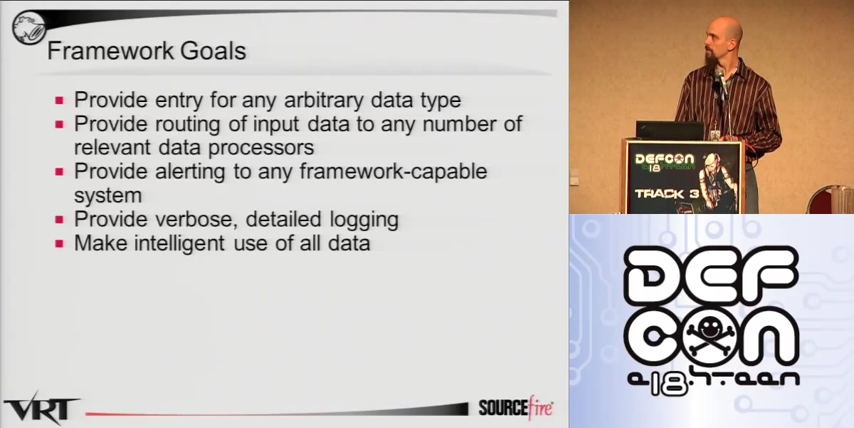 Framework Goals
Provide entry for any arbitrary data type
Provide routing of input data to any number of
relevant data processors
Provide alerting to any framework-capable
system
Provide verbose, detailed logging
Make intelligent use of all data
VRT
SOURCEfire
DEFCON
18
TRACK 3
DEF
CON
e18hteen